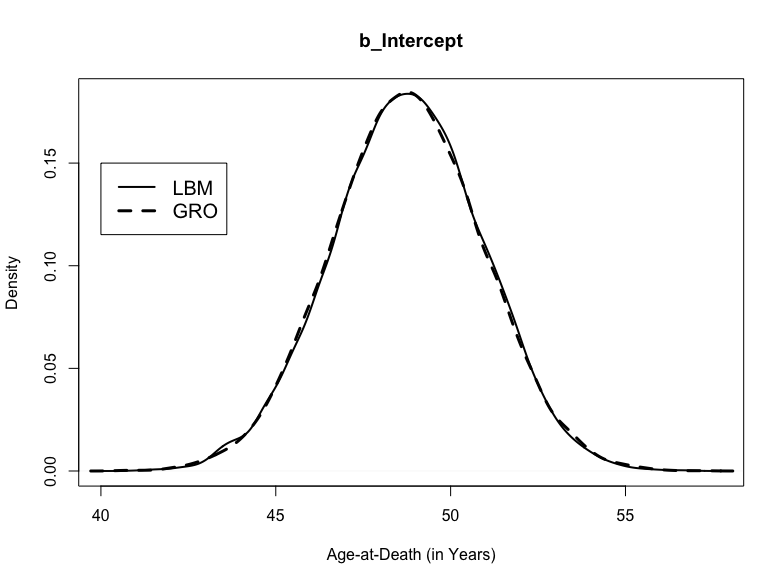 b_Intercept
Density
0.15
0.10
0.05
0.00
LBM
GRO
40
45
50
55
Age-at-Death (in Years)